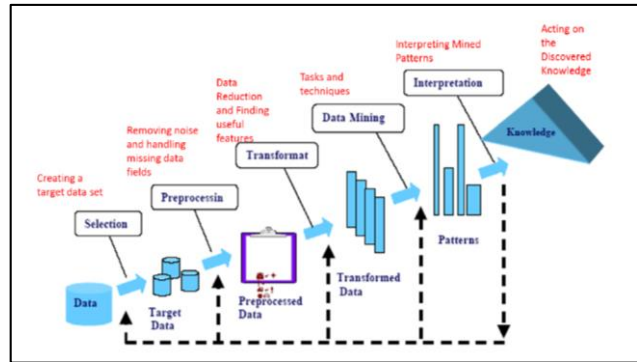 Acting on
the
Discovered
Knowledge
Interpreting Mined
Patterns
Interpretation
Knowledge
Tasks and
techniques
Data Mining
Data
Reduction
and Finding
useful
features
Transformat
Removing noise
and handling
missing data
fields
Preprocessin
Creating a
target data set
Selection
Data
Target
Data
Preprocessed
Data
Transformed
Data
Patterns